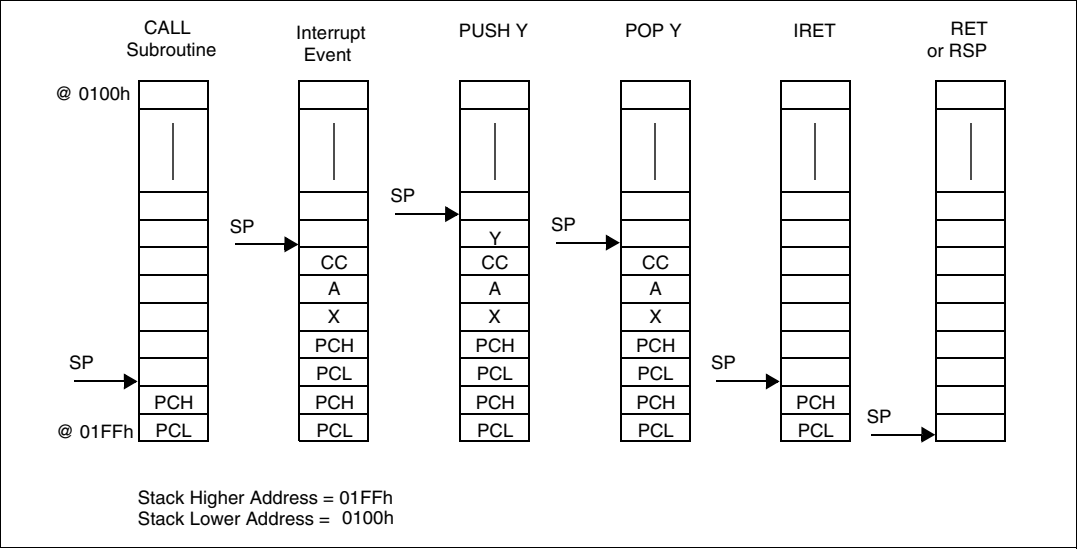 CALL
Subroutine
Interrupt
Event
PUSH Y
POP Y
IRET
RET
or RSP
@ 0100h
SP
SP
SP
Y
CC
CC
CC
A
A
A
X
X
X
PCH
PCH
PCH
SP
SP
PCL
PCL
PCL
PCH
PCH
PCH
PCH
PCH
SP
@ 01FFh
PCL
PCL
PCL
PCL
PCL
Stack Higher Address = 01FFh
Stack Lower Address = 0100h